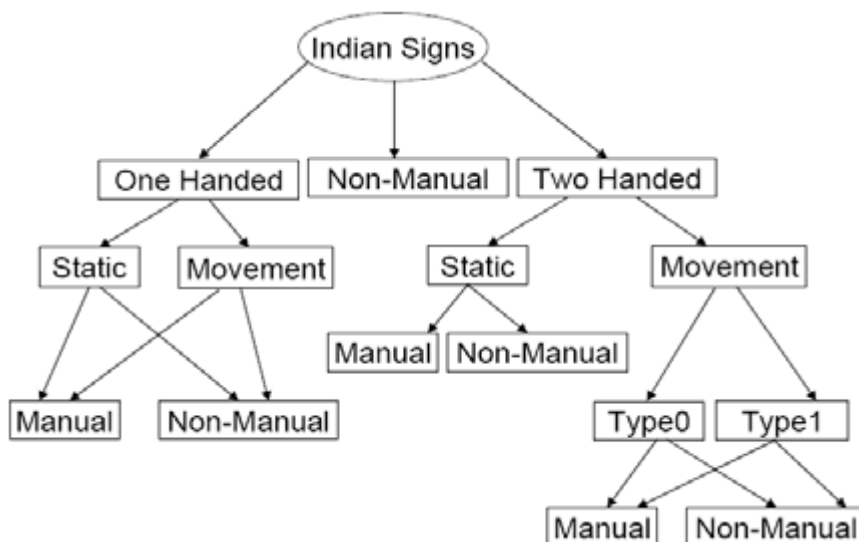 Indian Signs
One Handed
Non-Manual
Two Handed
Static
Movement
Static
Movement
Manual
Non-Manual
Manual
Non-Manual
Type0
Type1
Manual
Non-Manual